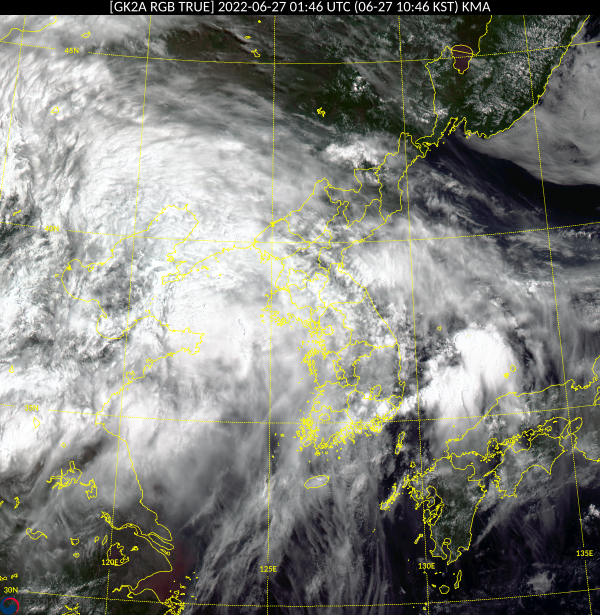 [GK2A RGB TRUE] 2022-06-27 01:46 UTC (06-27 10:46 KST) KMA
45N
120E
125E
130E
135E
30N